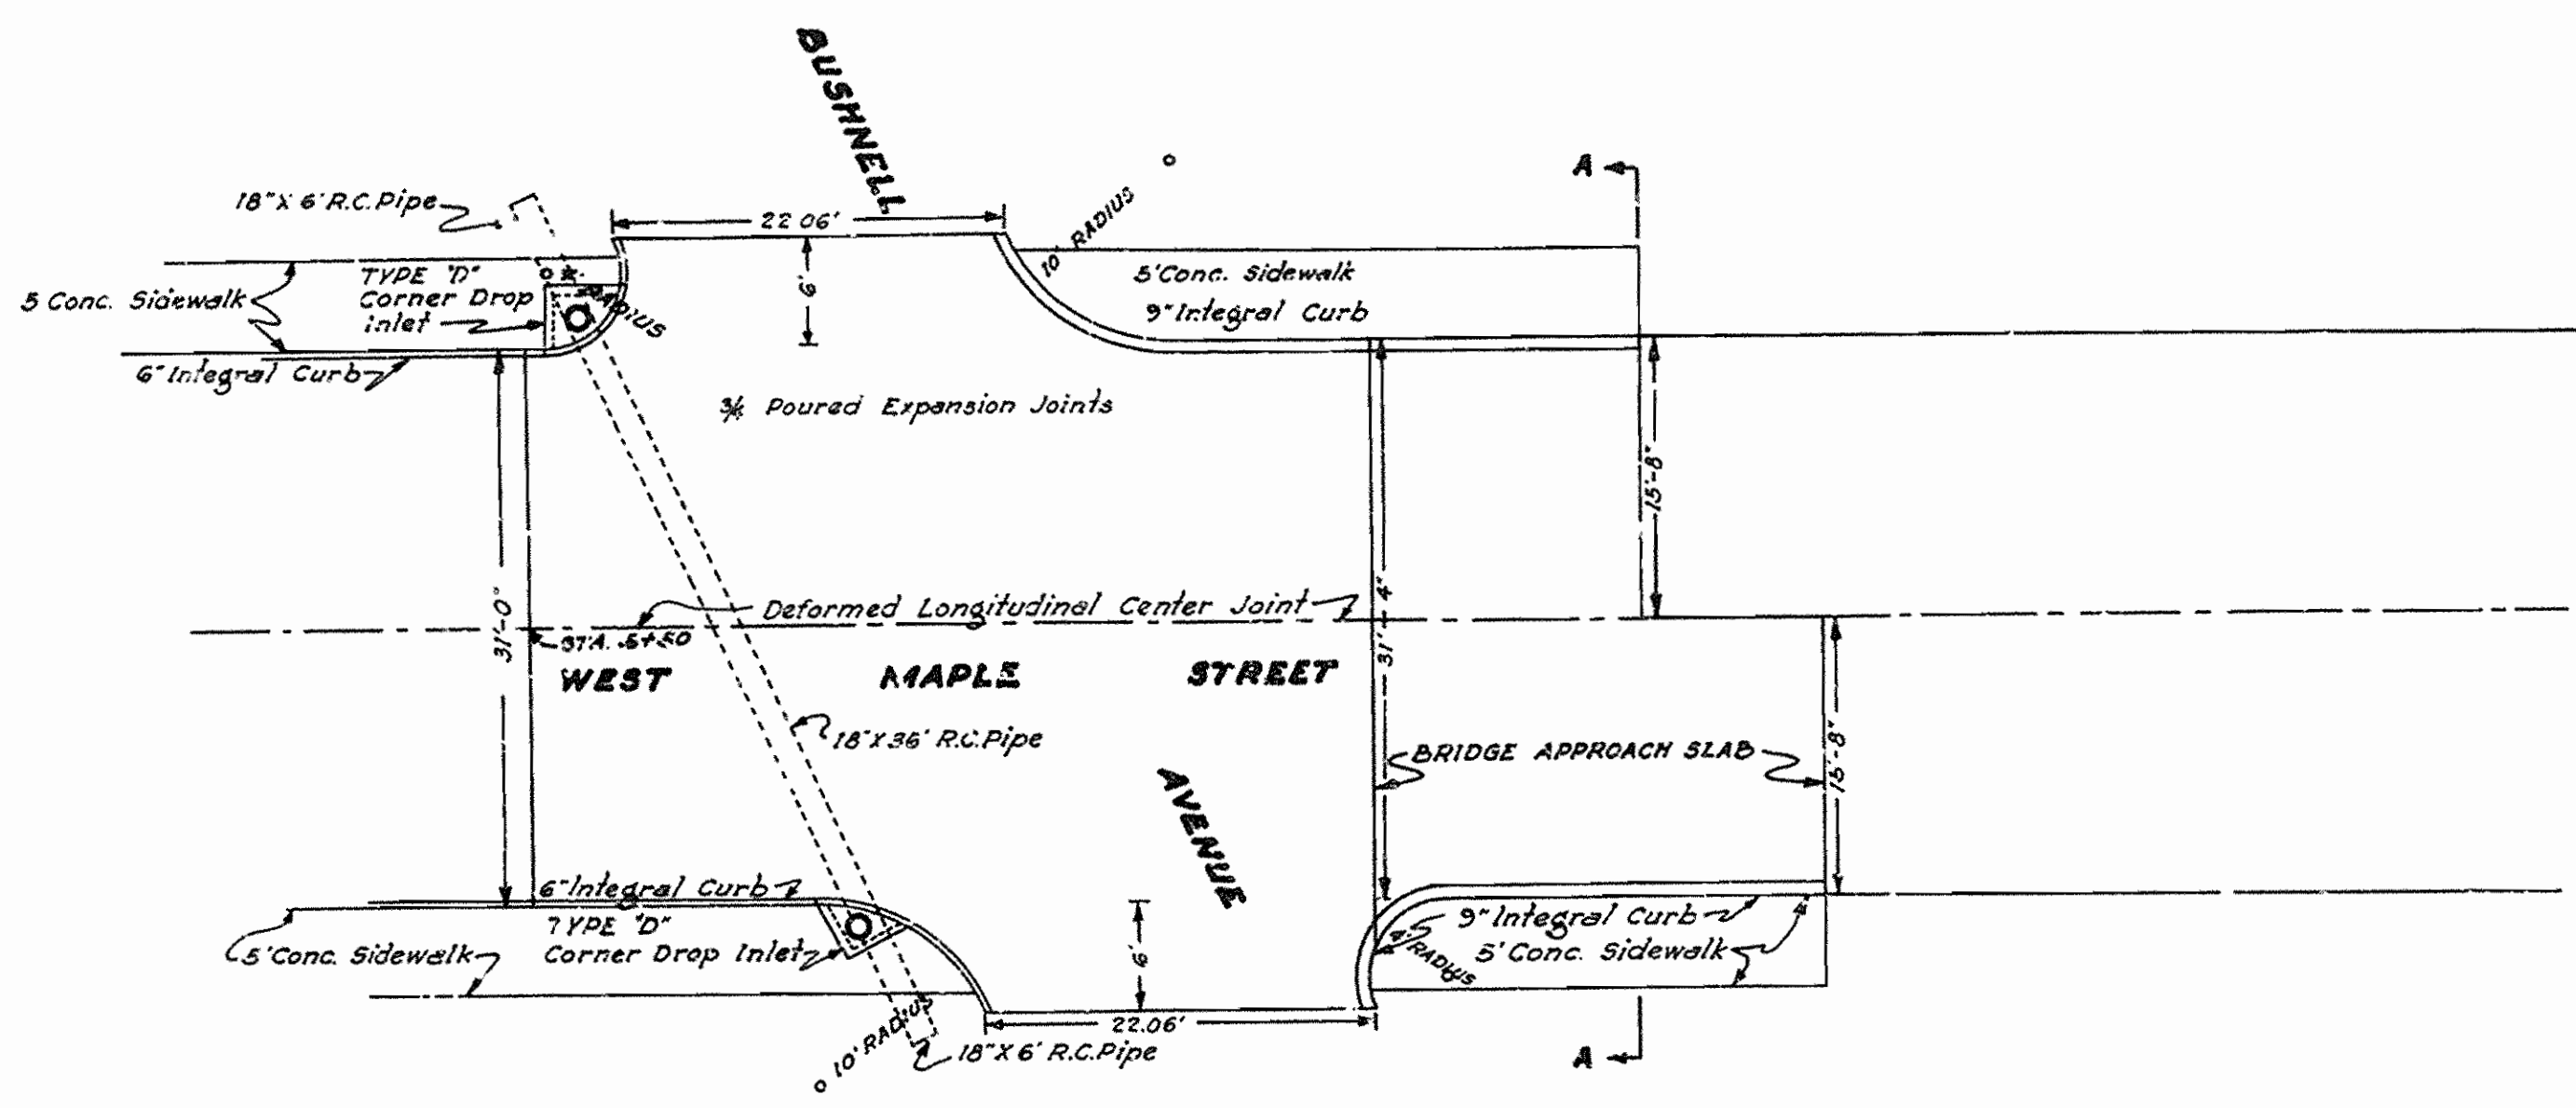 BUSHNELL
A
18"X 6' R.C.Pipe
22 06'
10' RADIUS
TYPE "D"
Corner Drop
inlet
5 Conc. Sidewalk
RADIUS
6'
5'Conc. Sidewalk
9"Integral Curb
6"Integral Curb
Poured Expansion Joints
15'-8"
31'-0"
Deformed Longitudinal Center Joint
31'-4"
STA. 5+50
WEST MAPLE STREET
18"X36' R.C.Pipe
BRIDGE APPROACH SLAB
15'-8"
AVENUE
6"Integral Curb
TYPE "D"
Corner Drop Inlet
5'Conc. Sidewalk
6'
9"Integral Curb
5'Conc. Sidewalk
4' RADIUS
22.06'
10' RADIUS
18"X 6' R.C.Pipe
A